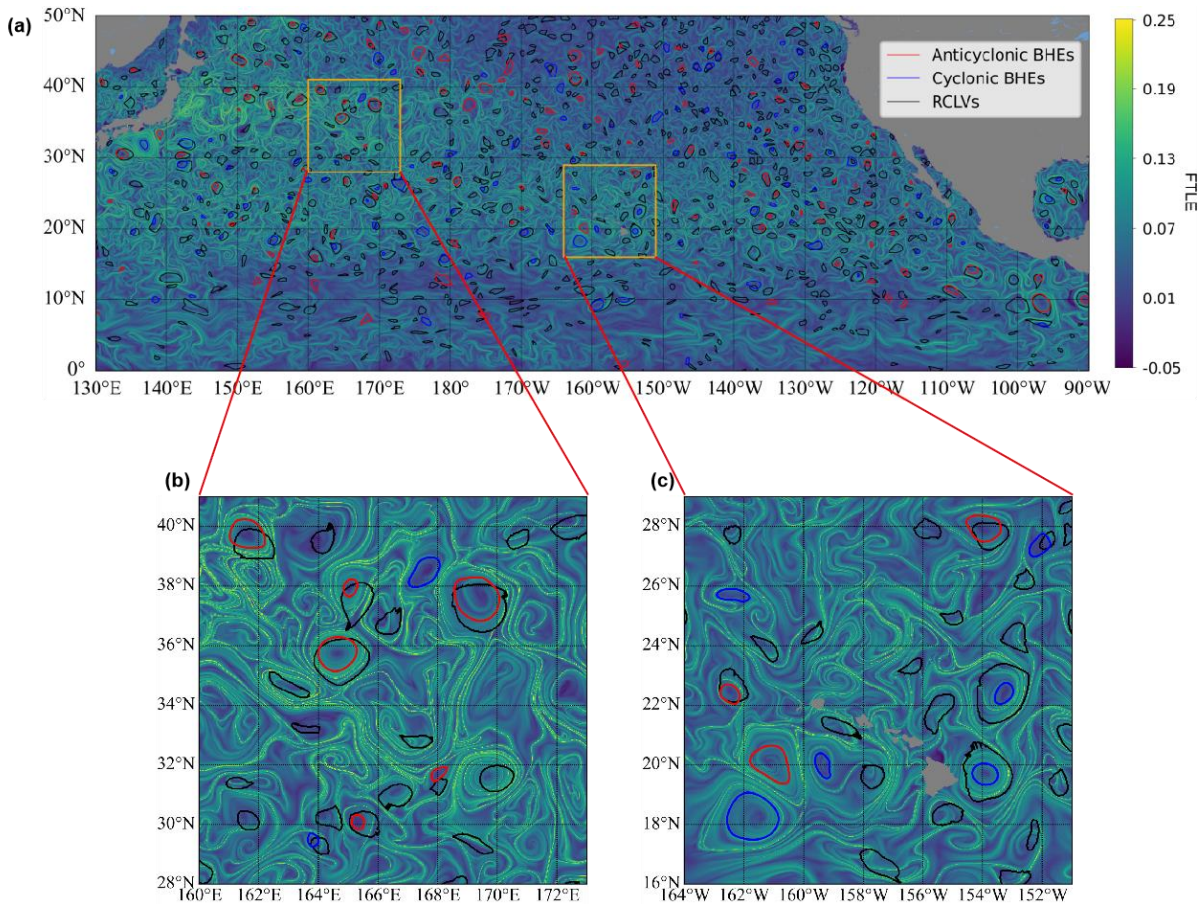 (a)
50°N
40°N
30°N
20°N
10°N
0°
130°E 140°E 150°E 160°E 170°E 170°W 160°W 150°W 140°W 130°W 120°W 110°W 100°W 90°W
Anticyclonic BHEs
Cyclonic BHEs
RCLVs
0.25
0.19
0.13
0.07
0.01
-0.05
FTLE
(b)
40°N
38°N
36°N
34°N
32°N
30°N
28°N
160°E 162°E 164°E 166°E 168°E 170°E 172°E
(c)
28°N
26°N
24°N
22°N
20°N
18°N
16°N
164°W 162°W 160°W 158°W 156°W 154°W 152°W